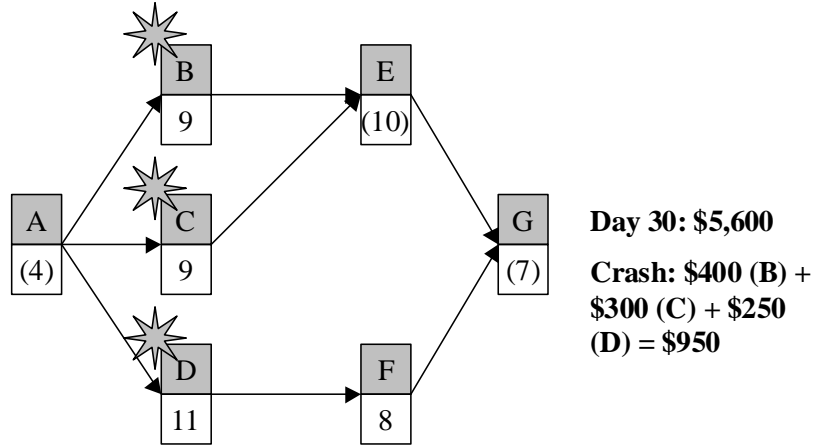 B
9
E
(10)
A
(4)
C
9
G
(7)
D
11
F
8
Day 30: $5,600
Crash: $400 (B) +
$300 (C) + $250
(D) = $950